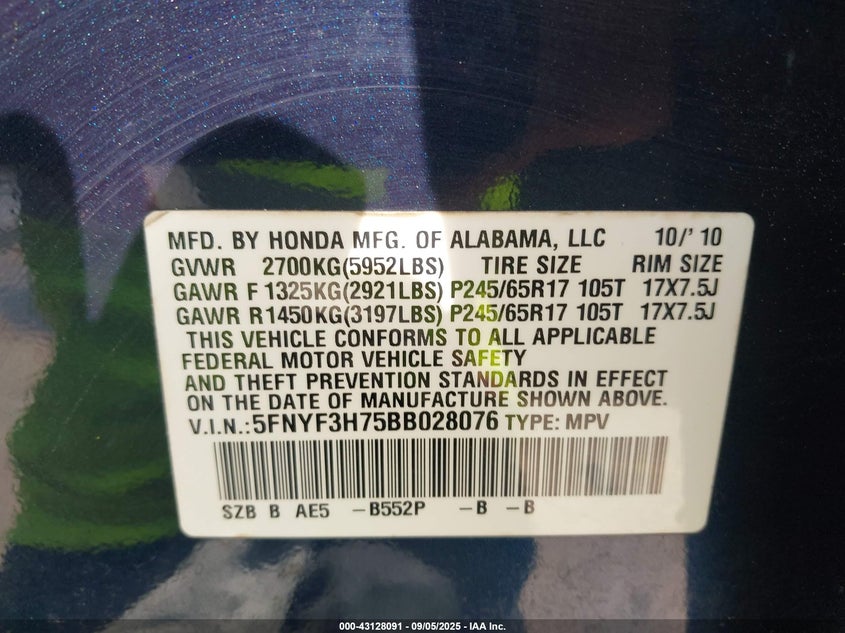 MFD. BY HONDA MFG. OF ALABAMA, LLC 10/'10
GVWR 2700KG(5952LBS) TIRE SIZE RIM SIZE
GAWR F 1325KG(2921LBS) P245/65R17 105T 17X7.5J
GAWR R1450KG(3197LBS) P245/65R17 105T 17X7.5J
THIS VEHICLE CONFORMS TO ALL APPLICABLE
FEDERAL MOTOR VEHICLE SAFETY
AND THEFT PREVENTION STANDARDS IN EFFECT
ON THE DATE OF MANUFACTURE SHOWN ABOVE.
V.I.N.:5FNYF3H75BB028076 TYPE: MPV
SZB B AE5 -B552P -B -B
000-43128091 - 09/05/2025 - IAA Inc.